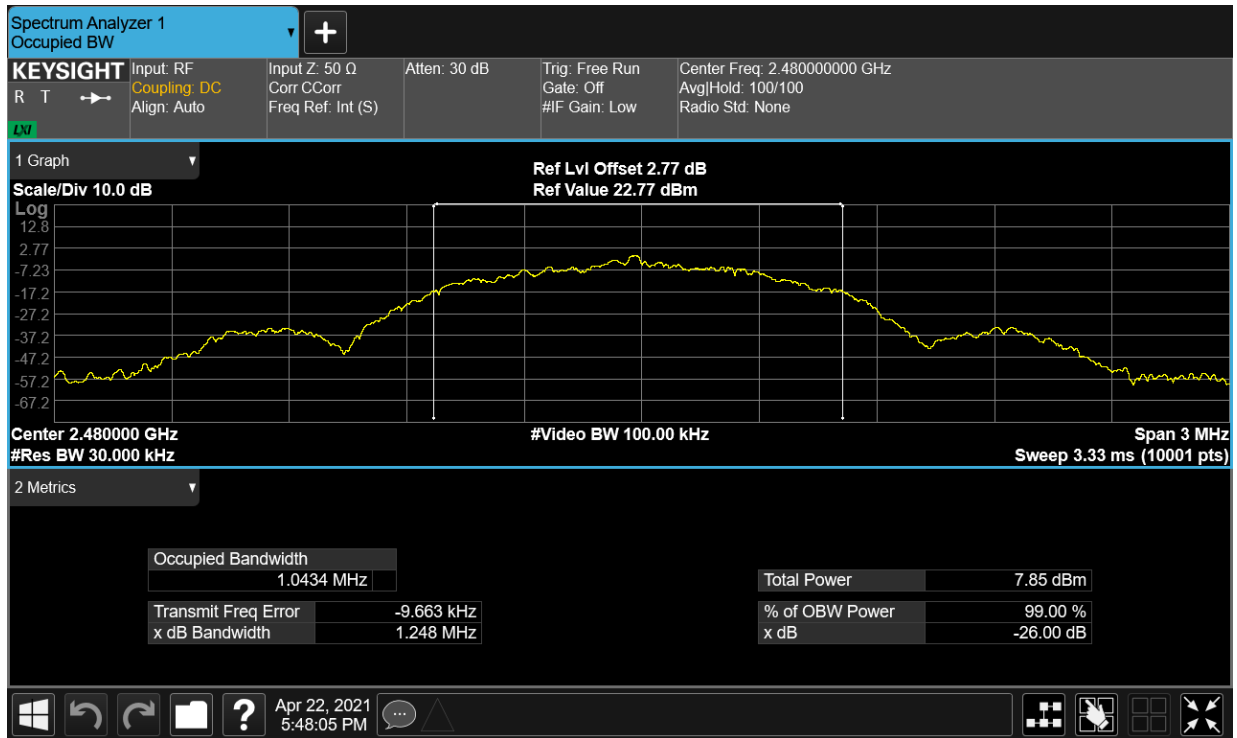 Spectrum Analyzer 1
Occupied BW
KEYSIGHT
R T
LXI
Input: RF
Coupling: DC
Align: Auto
Input Z: 50 Ω
Corr CCorr
Freq Ref: Int (S)
Atten: 30 dB
Trig: Free Run
Gate: Off
#IF Gain: Low
Center Freq: 2.480000000 GHz
Avg|Hold: 100/100
Radio Std: None
1 Graph
Scale/Div 10.0 dB
Ref Lvl Offset 2.77 dB
Ref Value 22.77 dBm
Log
12.8
2.77
-7.23
-17.2
-27.2
-37.2
-47.2
-57.2
-67.2
Center 2.480000 GHz
#Res BW 30.000 kHz
#Video BW 100.00 kHz
Span 3 MHz
Sweep 3.33 ms (10001 pts)
2 Metrics
Occupied Bandwidth
1.0434 MHz
Transmit Freq Error -9.663 kHz
x dB Bandwidth 1.248 MHz
Total Power 7.85 dBm
% of OBW Power 99.00 %
x dB -26.00 dB
?
Apr 22, 2021
5:48:05 PM